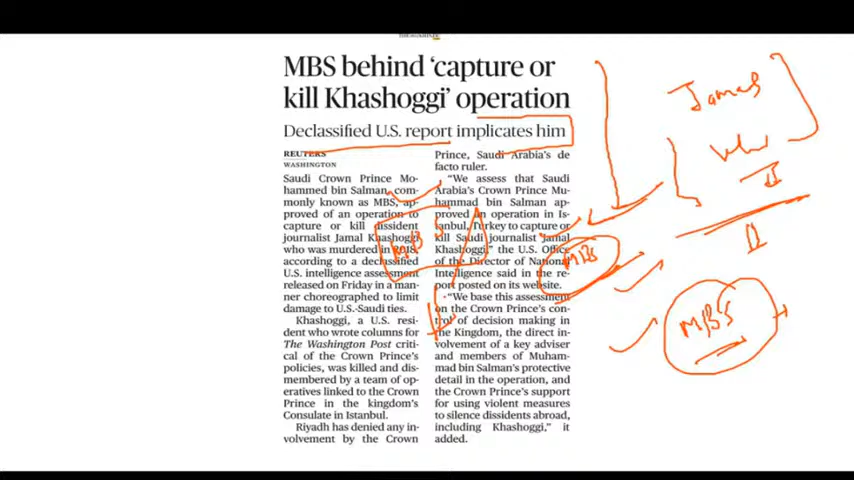 MBS behind ‘capture or
kill Khashoggi’ operation
Declassified U.S. report implicates him
REUTERS
WASHINGTON
Saudi Crown Prince Mo-
hammed bin Salman, com-
monly known as MBS, ap-
proved of an operation to
capture or kill dissident
journalist Jamal Khashoggi
who was murdered in 2018,
according to a declassified
U.S. intelligence assessment
released on Friday in a man-
ner choreographed to limit
damage to U.S.-Saudi ties.
Khashoggi, a U.S. resi-
dent who wrote columns for
The Washington Post criti-
cal of the Crown Prince’s
policies, was killed and dis-
membered by a team of op-
eratives linked to the Crown
Prince in the kingdom’s
Consulate in Istanbul.
Riyadh has denied any in-
volvement by the Crown
Prince, Saudi Arabia’s de
facto ruler.
“We assess that Saudi
Arabia’s Crown Prince Mu-
hammad bin Salman ap-
proved an operation in Is-
tanbul, Turkey to capture or
kill Saudi journalist Jamal
Khashoggi,” the U.S. Office
of the Director of National
Intelligence said in the re-
port posted on its website.
“We base this assessment
on the Crown Prince’s con-
trol of decision making in
the Kingdom, the direct in-
volvement of a key adviser
and members of Muham-
mad bin Salman’s protective
detail in the operation, and
the Crown Prince’s support
for using violent measures
to silence dissidents abroad,
including Khashoggi,” it
added.
MBS
MBS
James
II
II
MBS